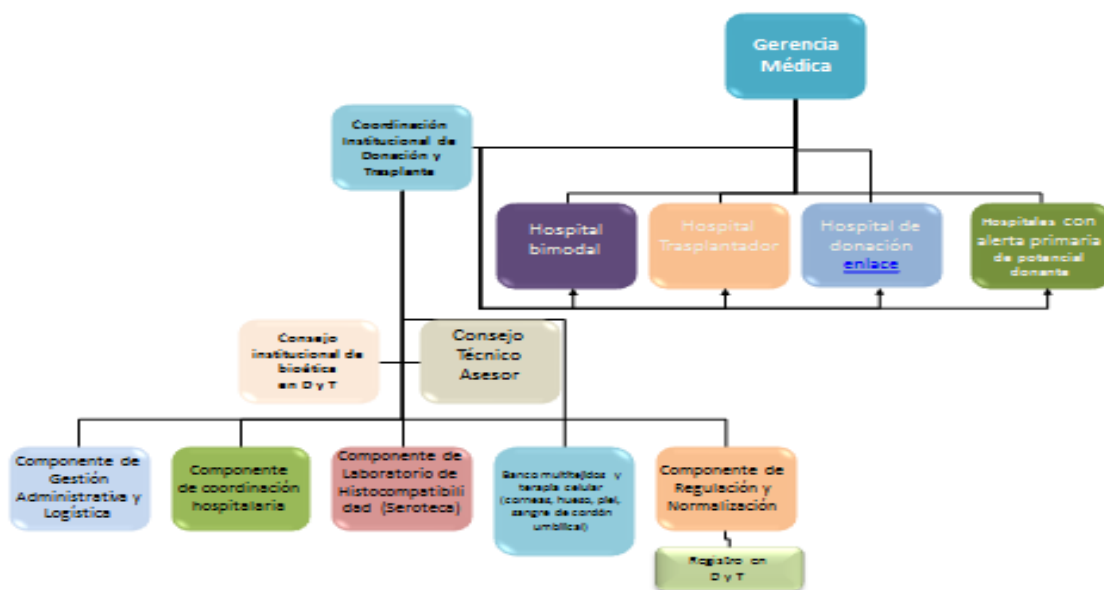 Gerencia
Médica
Coordinación
Institucional de
Donación y
Trasplante
Hospital
bimodal
Hospital
Trasplantador
Hospital de
donación
enlace
Hospitales con
alerta primaria
de potencial
donante
Consejo
institucional de
bioética
en D y T
Consejo
Técnico
Asesor
Componente de
Gestión
Administrativa y
Logística
Componente
de coordinación
hospitalaria
Componente de
Laboratorio de
Histocompatibili
dad (Seroteca)
Banco multitejidos y
terapia celular
(corneas, hueso, piel,
sangre de cordón
umbilical)
Componente de
Regulación y
Normalización
Registro en
D y T